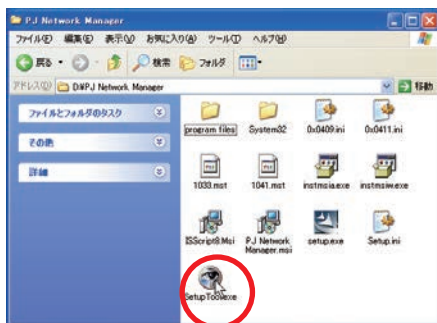 PJ Network Manager
ファイル(F) 編集(E) 表示(V) お気に入り(A) ツール(T) ヘルプ(H)
戻る 検索 フォルダ
アドレス(D) D:¥PJ Network Manager 移動
ファイルとフォルダのタスク
その他
詳細
program files System32 0x0409.ini 0x0411.ini
1033.mst 1041.mst instmsia.exe instmsiw.exe
ISScript8.Msi PJ Network Manager.msi setup.exe Setup.ini
SetupTool.exe